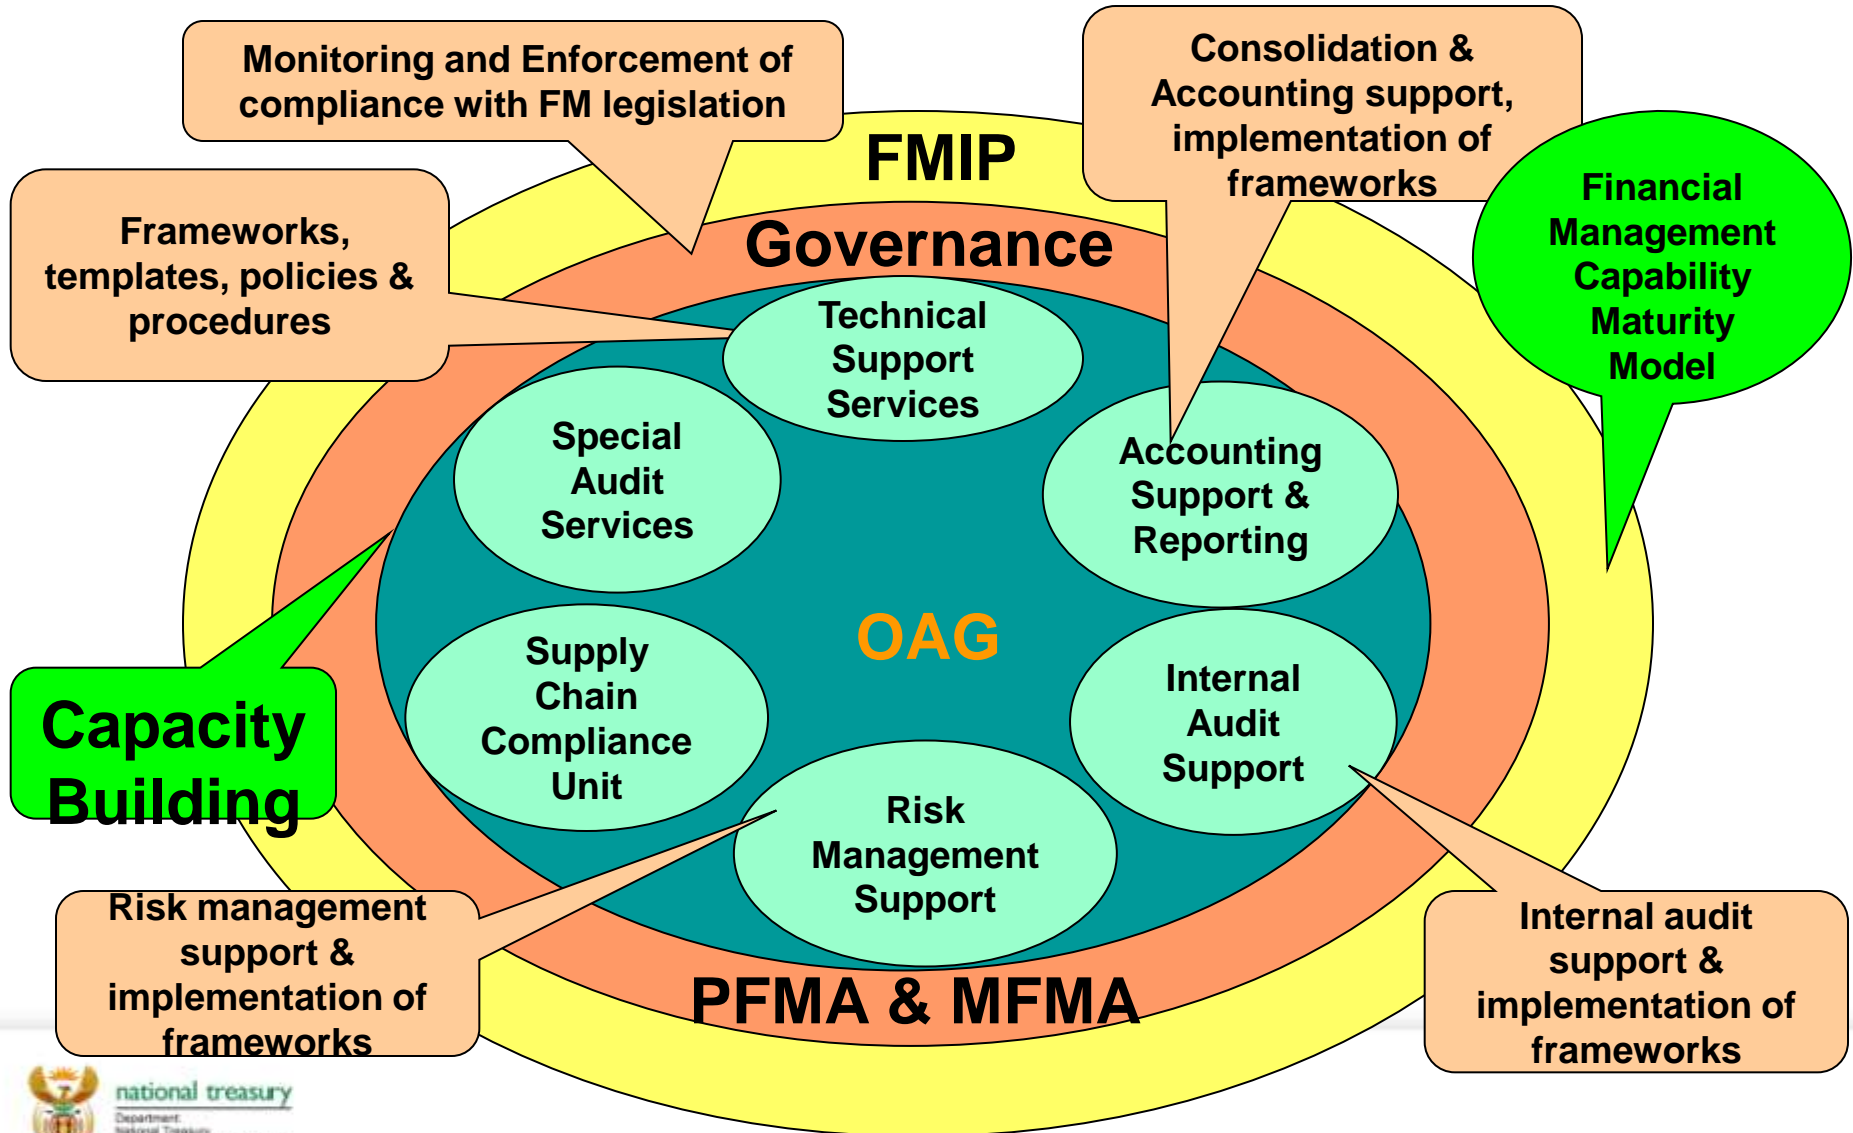 Monitoring and Enforcement of
compliance with FM legislation
Consolidation &
Accounting support,
implementation of
frameworks
FMIP
Frameworks,
templates, policies &
procedures
Financial
Management
Capability
Maturity
Model
Governance
Technical
Support
Services
Special
Audit
Services
Accounting
Support &
Reporting
OAG
Supply
Chain
Compliance
Unit
Internal
Audit
Support
Capacity
Building
Risk
Management
Support
Risk management
support &
implementation of
frameworks
Internal audit
support &
implementation of
frameworks
PFMA & MFMA
national treasury
Department:
National Treasury